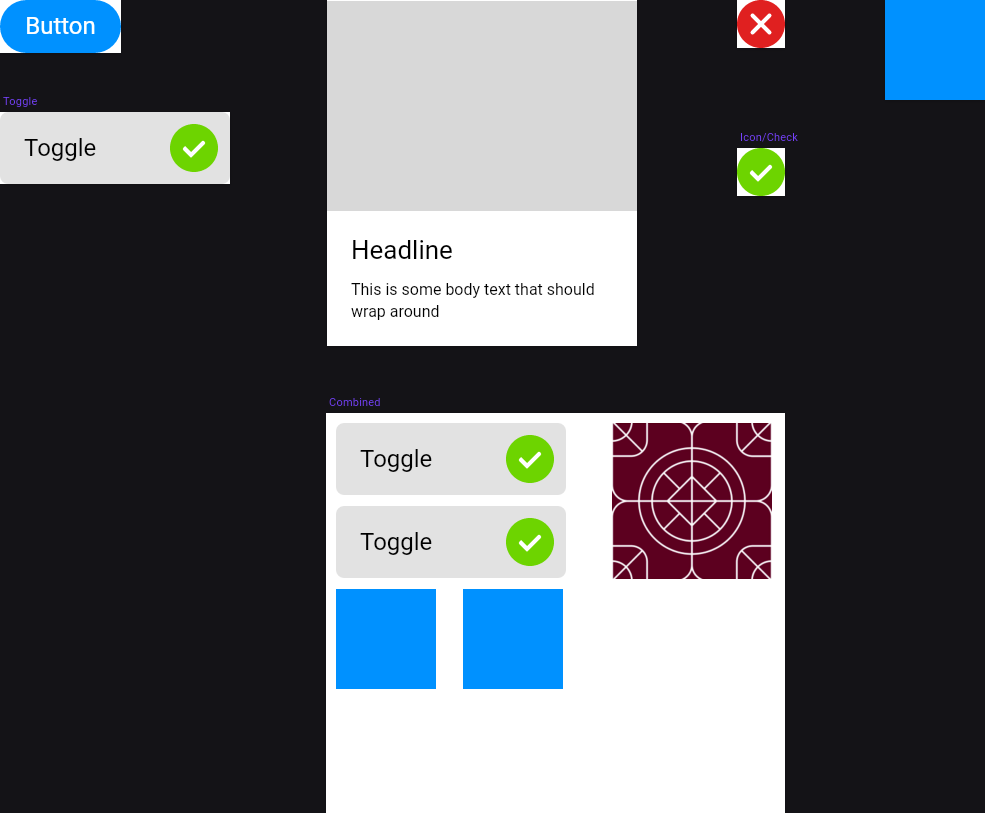 Button
Toggle
Toggle
Headline
This is some body text that should
wrap around
Icon/Check
Combined
Toggle
Toggle